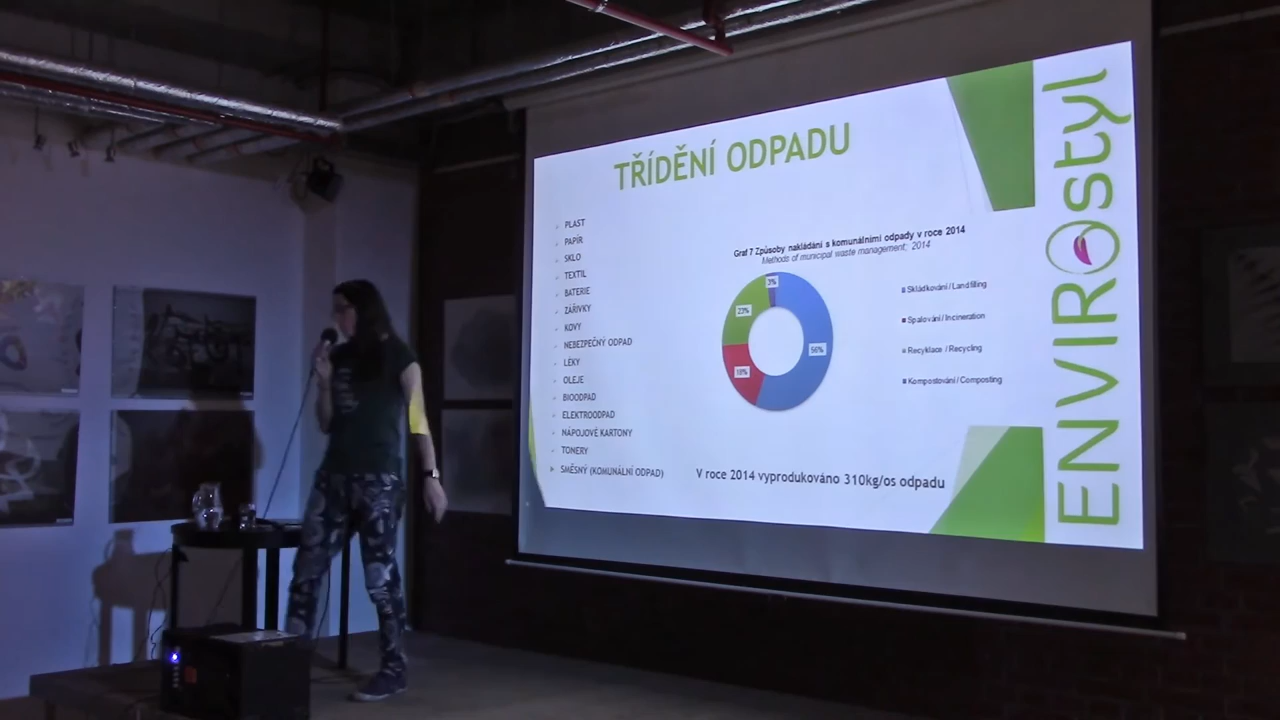 TŘÍDĚNÍ ODPADU
PLAST
PAPÍR
SKLO
TEXTIL
BATERIE
ZÁŘIVKY
KOVY
NEBEZPEČNÝ ODPAD
LÉKY
OLEJE
BIOODPAD
ELEKTROODPAD
NÁPOJOVÉ KARTONY
TONERY
SMĚSNÝ (KOMUNÁLNÍ ODPAD)
Graf 7 Způsoby nakládání s komunálními odpady v roce 2014
Methods of municipal waste management; 2014
3%
23%
18%
56%
Skládkování / Landfilling
Spalování / Incineration
Recyklace / Recycling
Kompostování / Composting
V roce 2014 vyprodukováno 310kg/os odpadu
ENVIROstyl